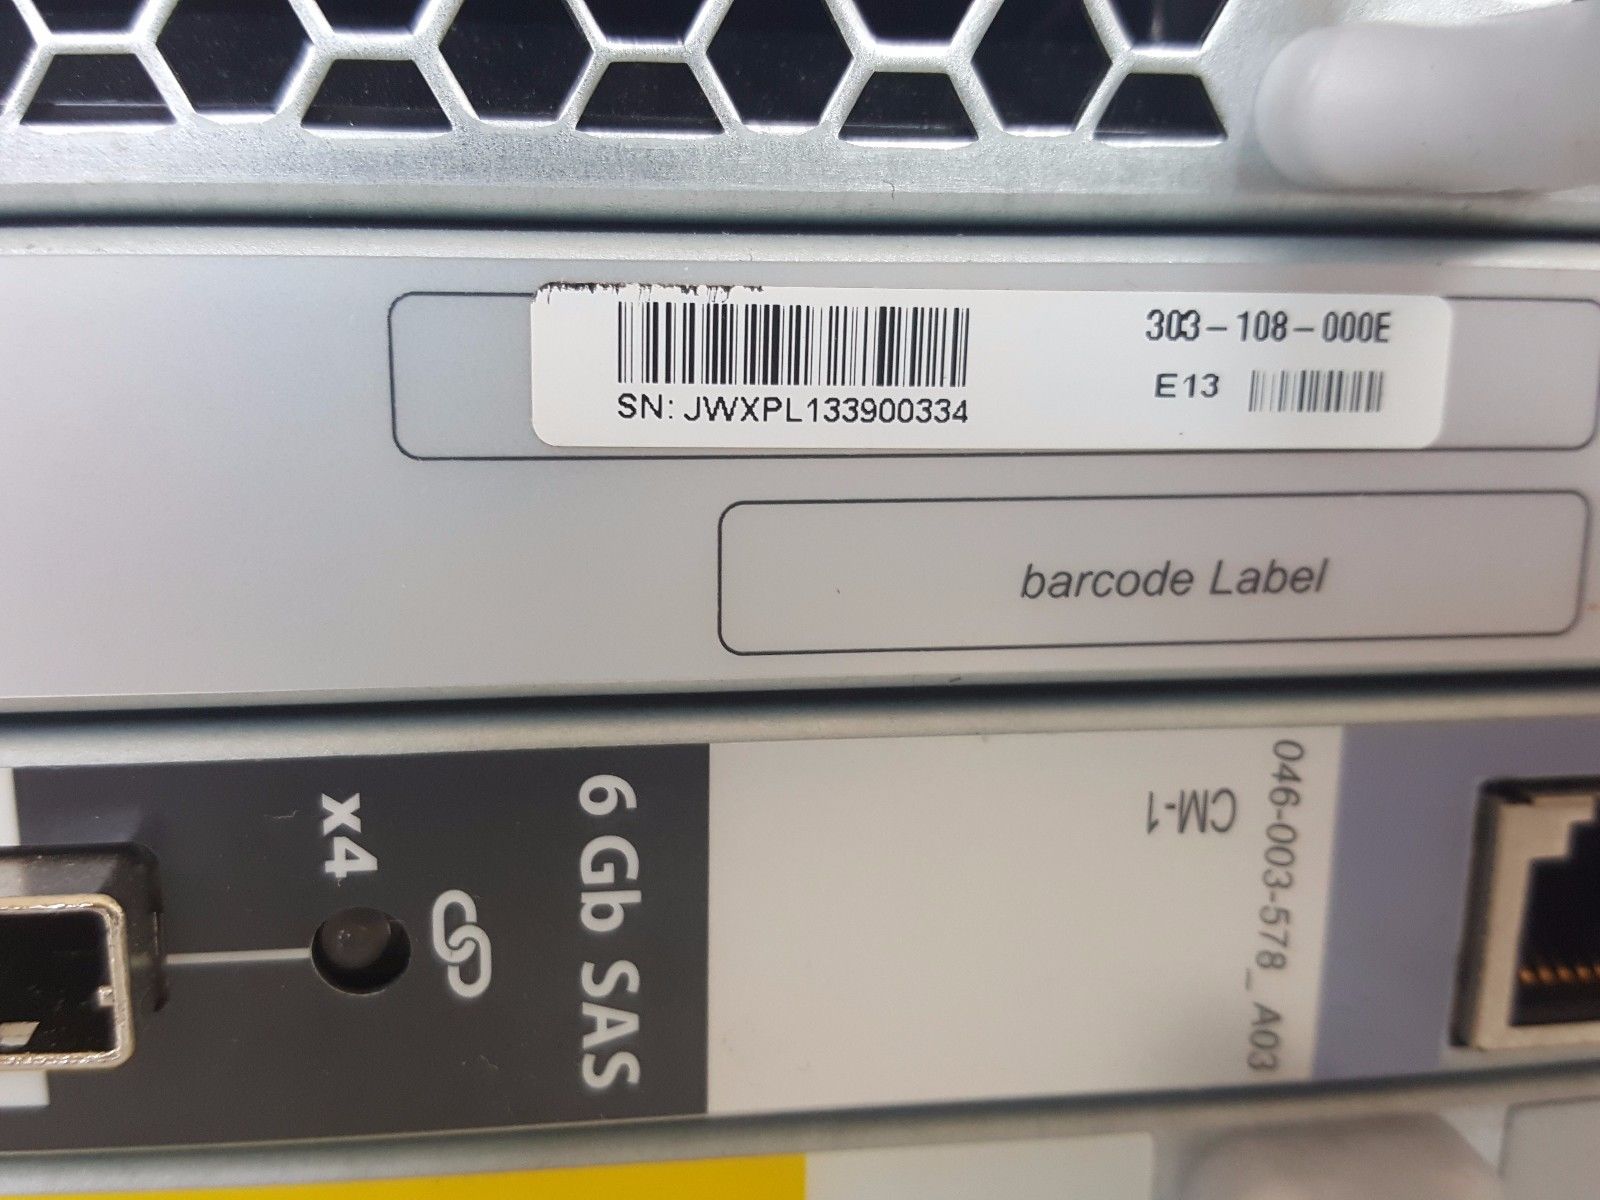 303-108-000E
E13
SN: JWXPL133900334
barcode Label
x4
6 Gb SAS
CM-1
046-003-578_A03